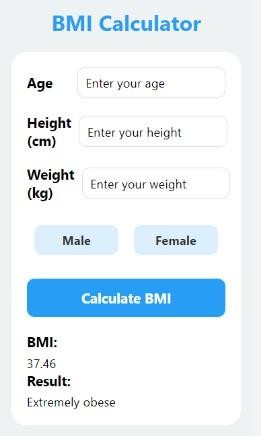 BMI Calculator
Age
Enter your age
Height
(cm)
Enter your height
Weight
(kg)
Enter your weight
Male
Female
Calculate BMI
BMI:
37.46
Result:
Extremely obese